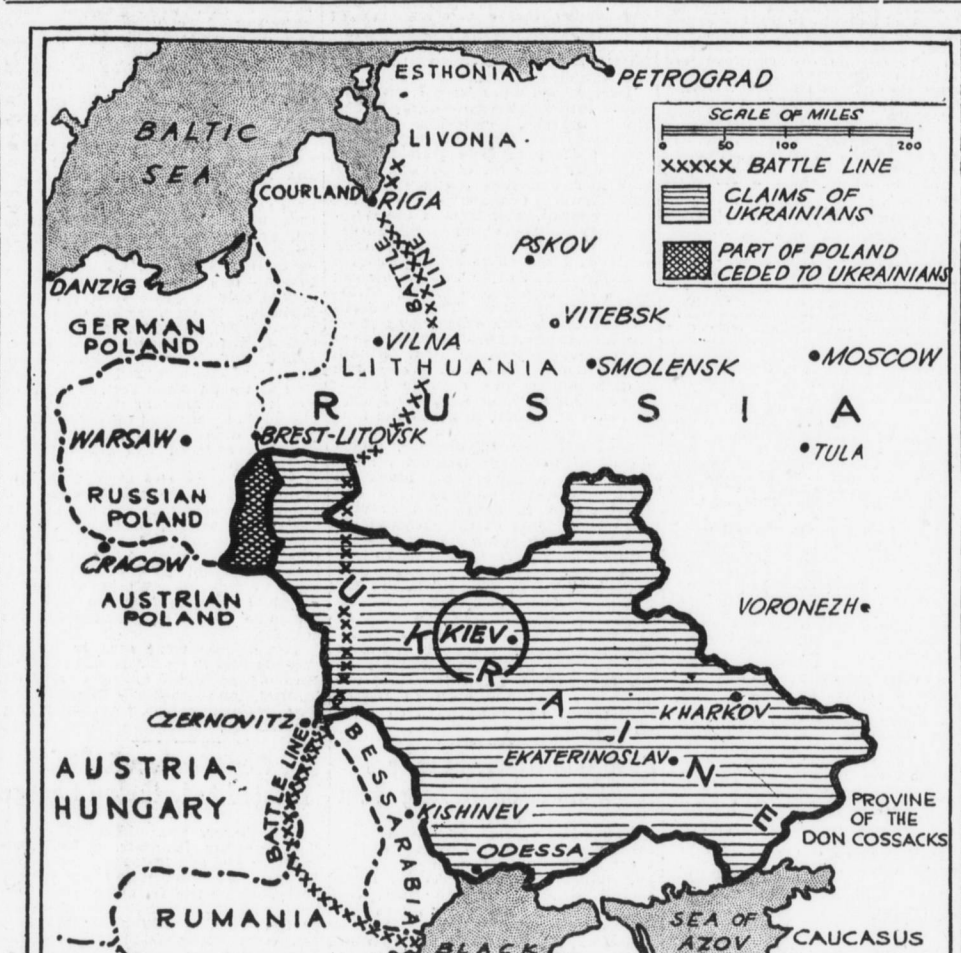 ESTHONIA
PETROGRAD
SCALE OF MILES
0 50 100 200
xxxxx BATTLE LINE
CLAIMS OF
UKRAINIANS
PART OF POLAND
CEDED TO UKRAINIANS
BALTIC
SEA
LIVONIA
COURLAND
RIGA
BATTLE
LINE
PSKOV
DANZIG
GERMAN
POLAND
VITEBSK
VILNA
LITHUANIA
SMOLENSK
MOSCOW
RUSSIA
WARSAW
BREST-LITOVSK
TULA
RUSSIAN
POLAND
CRACOW
AUSTRIAN
POLAND
VORONEZH
UKRAINE
KIEV
KHARKOV
CZERNOVITZ
BESSARABIA
EKATERINOSLAV
AUSTRIA-
HUNGARY
BATTLE LINE
KISHINEV
PROVINE
OF THE
DON COSSACKS
ODESSA
RUMANIA
SEA OF
AZOV
BLACK
CAUCASUS